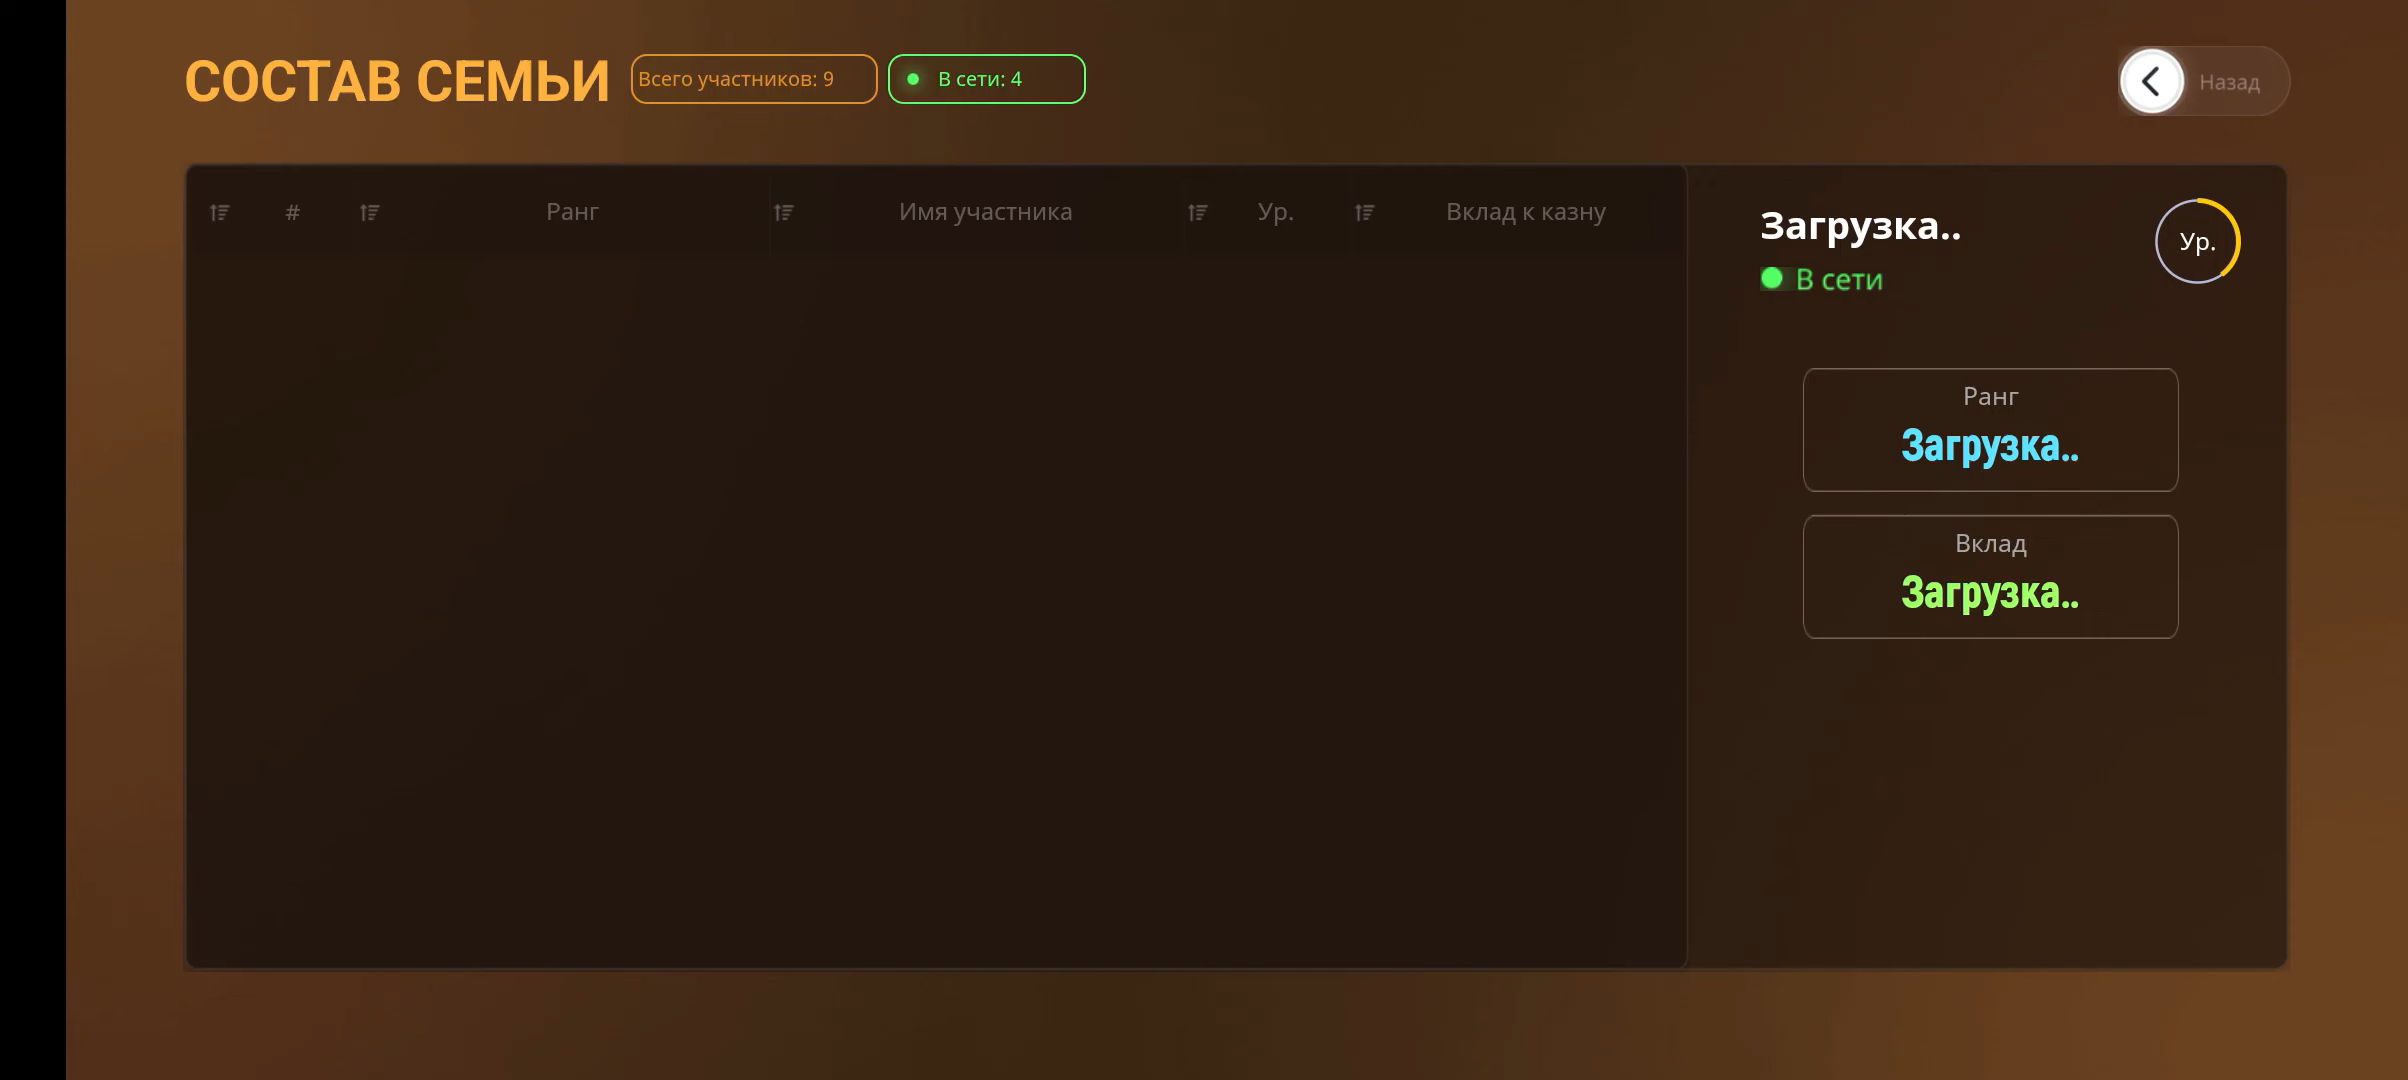 СОСТАВ СЕМЬИ
Всего участников: 9
В сети: 4
Назад
#
Ранг
Имя участника
Ур.
Вклад к казну
Загрузка..
Ур.
В сети
Ранг
Загрузка..
Вклад
Загрузка..